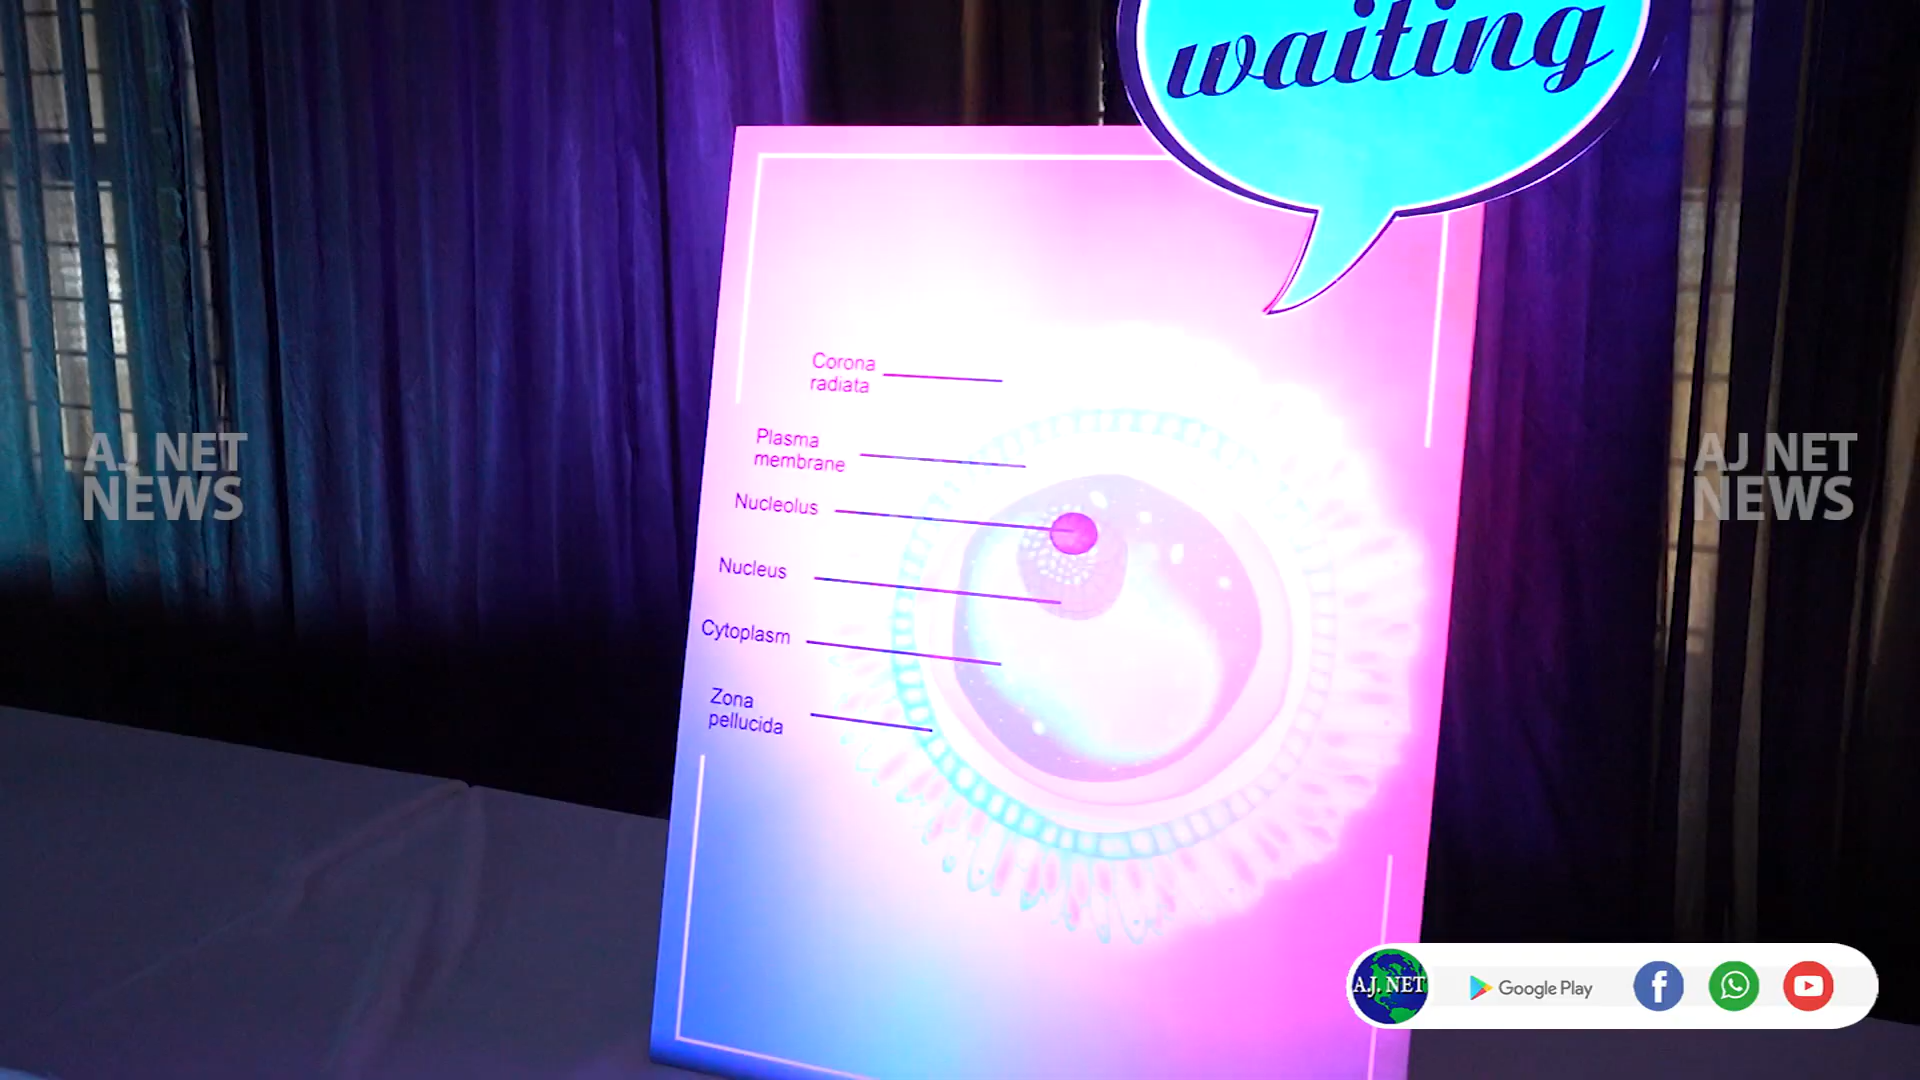 waiting
Corona
radiata
Plasma
membrane
Nucleolus
Nucleus
Cytoplasm
Zona
pellucida
AJ NET
NEWS
AJ NET
NEWS
A.J. NET
Google Play